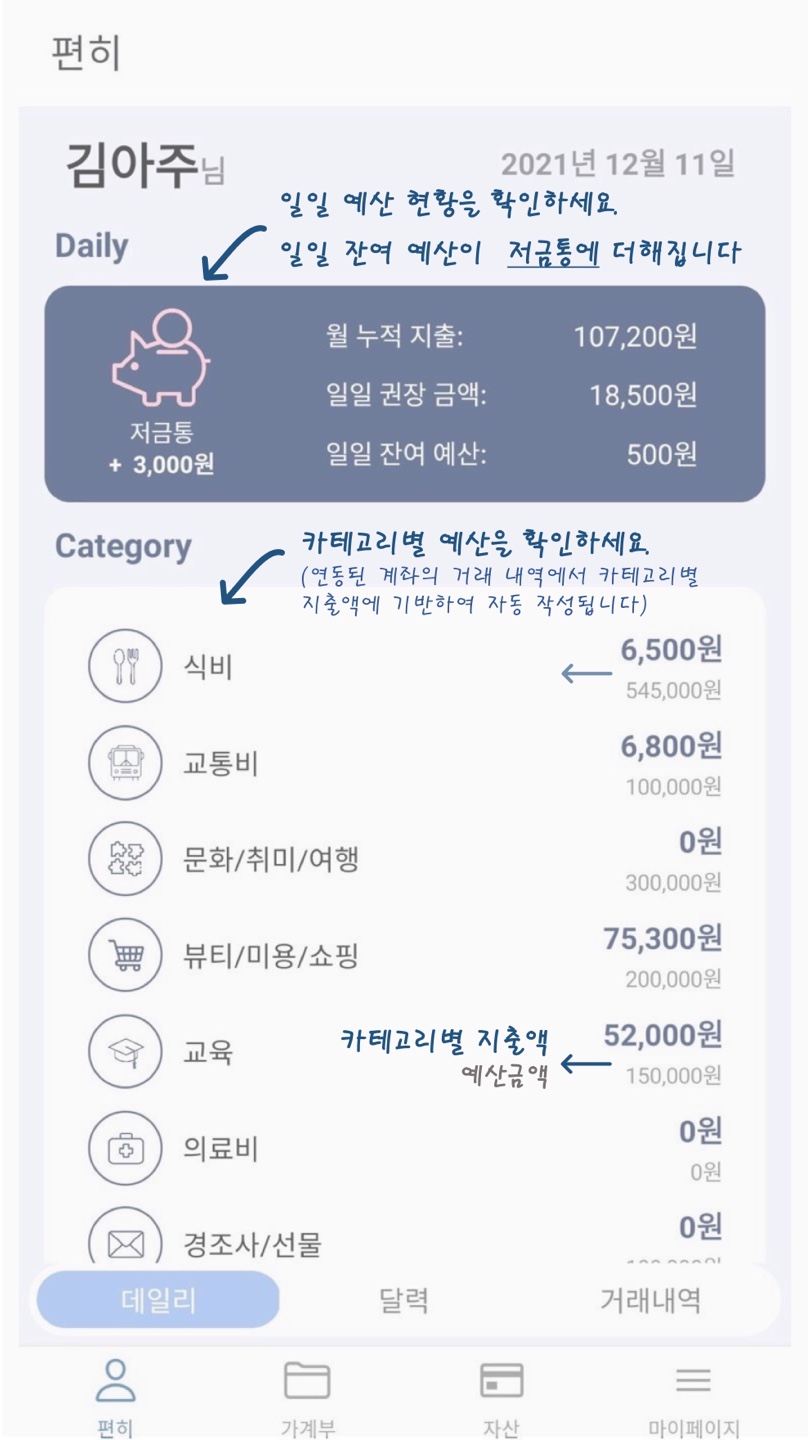 편히
김아주님
2021년 12월 11일
일일 예산 현황을 확인하세요.
Daily
일일 잔여 예산이 저금통에 더해집니다
월 누적 지출: 107,200원
일일 권장 금액: 18,500원
저금통
+ 3,000원
일일 잔여 예산: 500원
Category
카테고리별 예산을 확인하세요.
(연동된 계좌의 거래 내역에서 카테고리별
지출액에 기반하여 자동 작성됩니다)
식비
6,500원
545,000원
교통비
6,800원
100,000원
문화/취미/여행
0원
300,000원
뷰티/미용/쇼핑
75,300원
200,000원
교육
카테고리별 지출액
52,000원
예산금액
150,000원
의료비
0원
0원
경조사/선물
0원
데일리
달력
거래내역
편히
가계부
자산
마이페이지